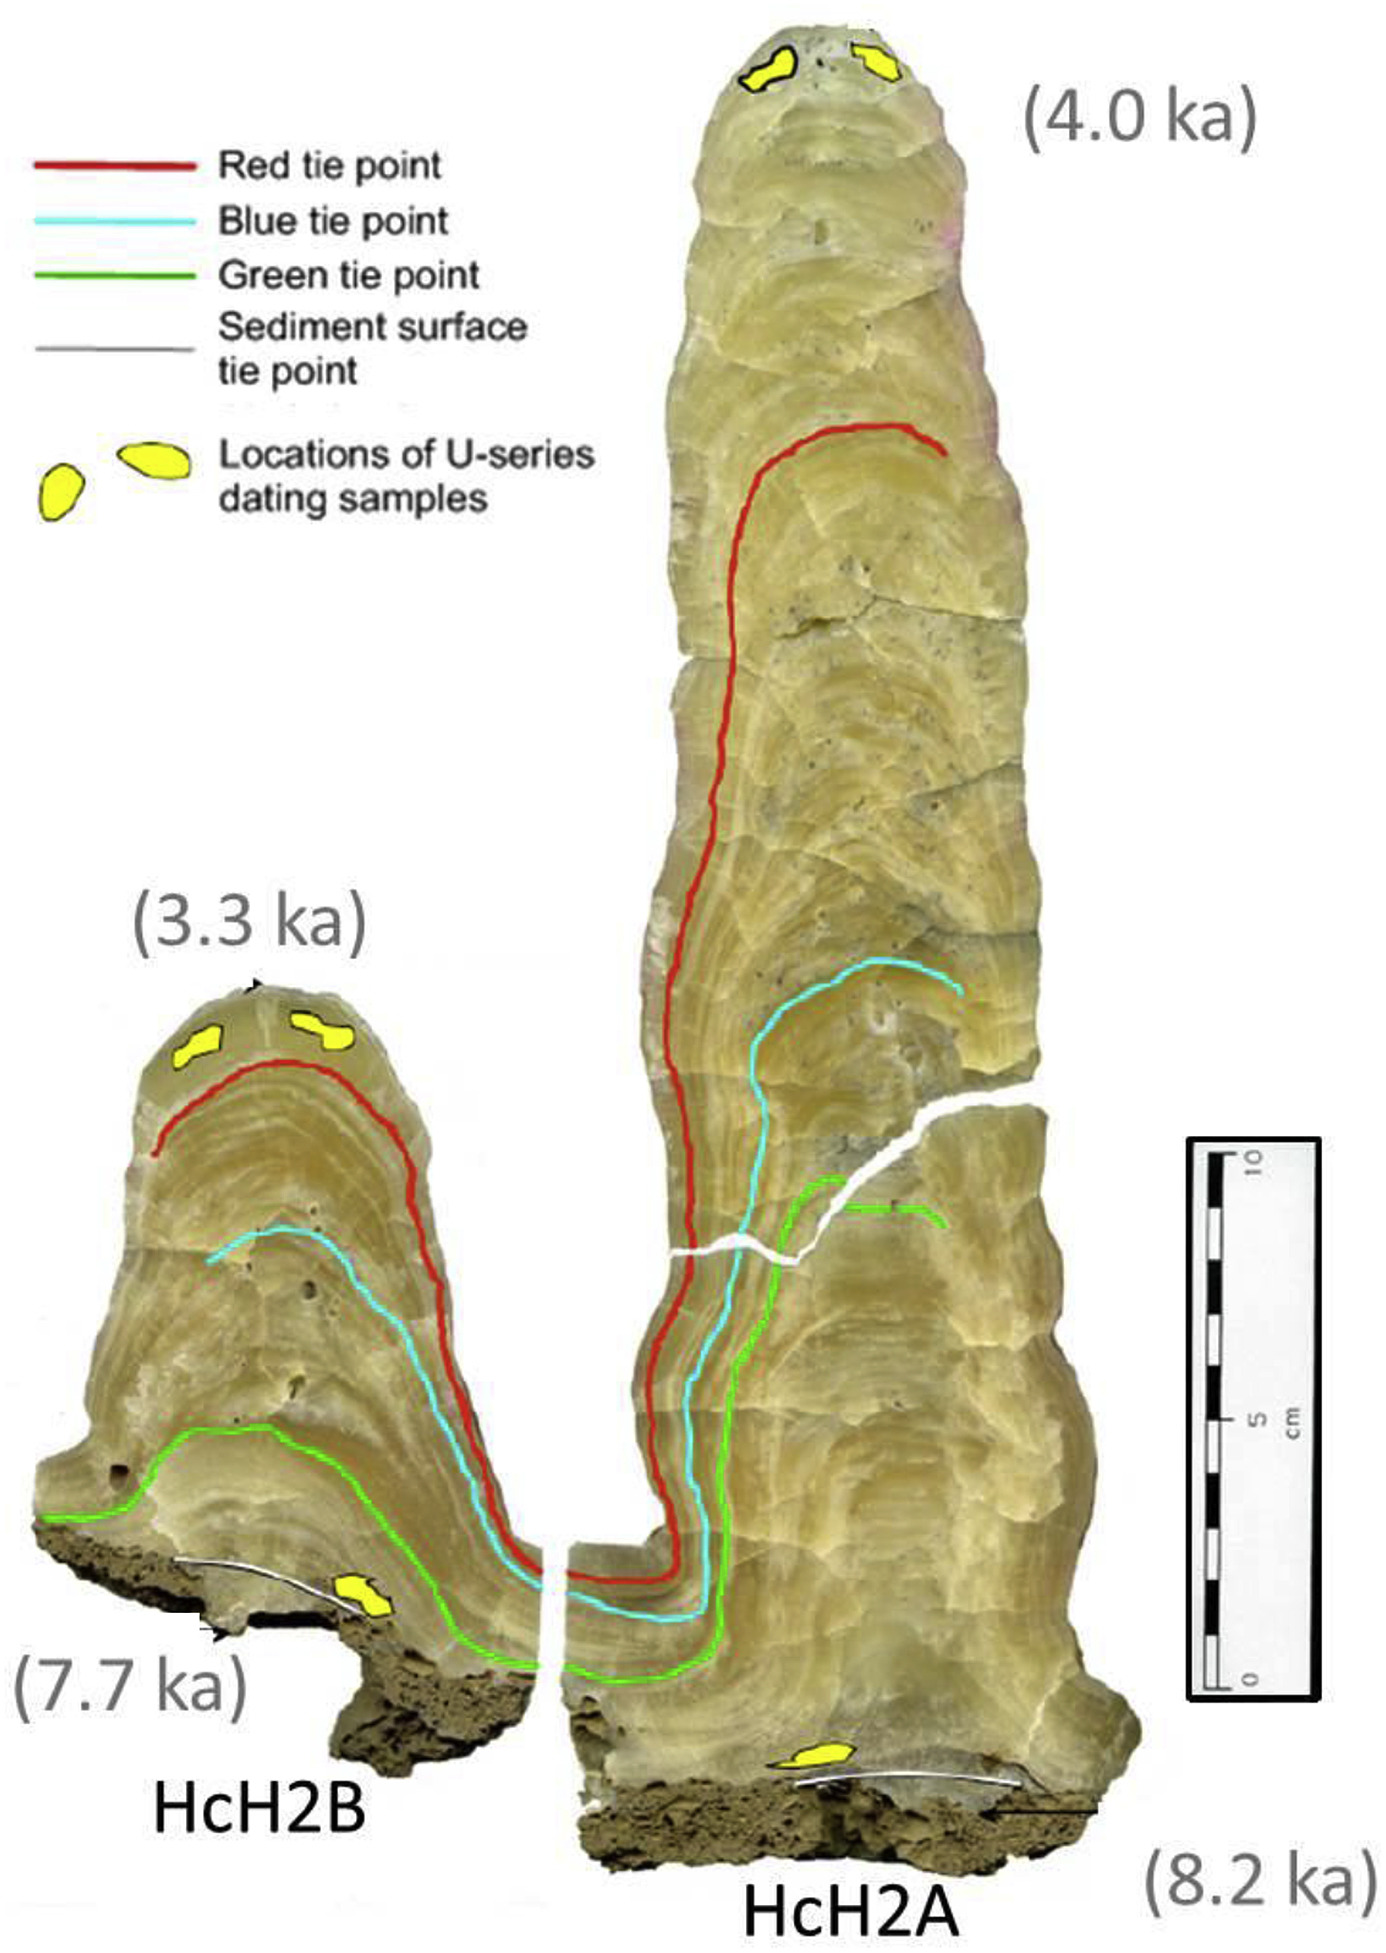 (4.0 ka)
Red tie point
Blue tie point
Green tie point
Sediment surface
tie point
Locations of U-series
dating samples
(3.3 ka)
10
5
cm
0
(7.7 ka)
HcH2B
(8.2 ka)
HcH2A